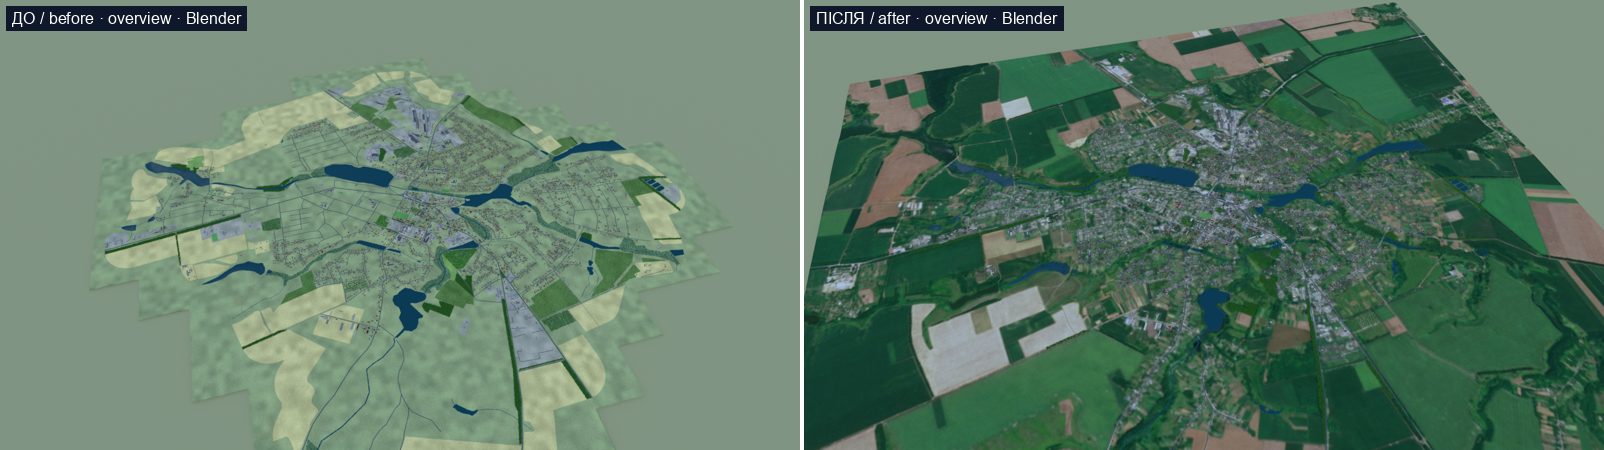 ДО / before · overview · Blender
ПІСЛЯ / after · overview · Blender